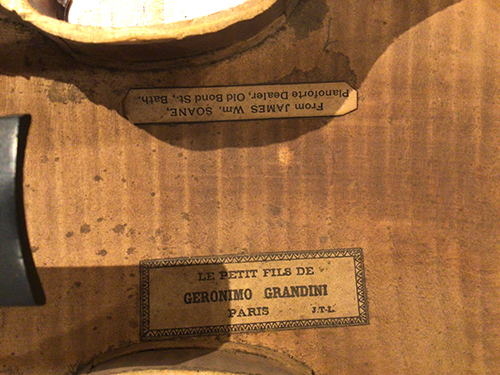 From JAMES Wm. SOANE,
Pianoforte Dealer, Old Bond St., Bath.
LE PETIT FILS DE
GERONIMO GRANDINI
PARIS J.T-L.